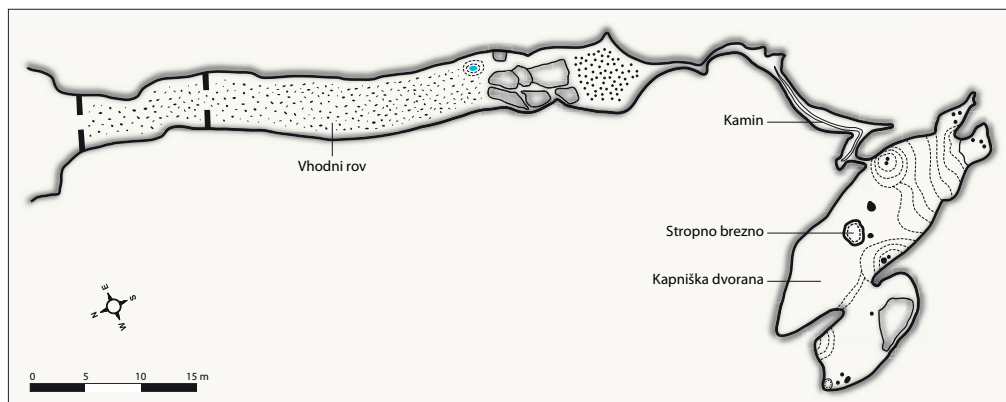 Kamin
Vhodni rov
Stropno brezno
Kapniška dvorana
E
S
N
W
0 5 10 15 m